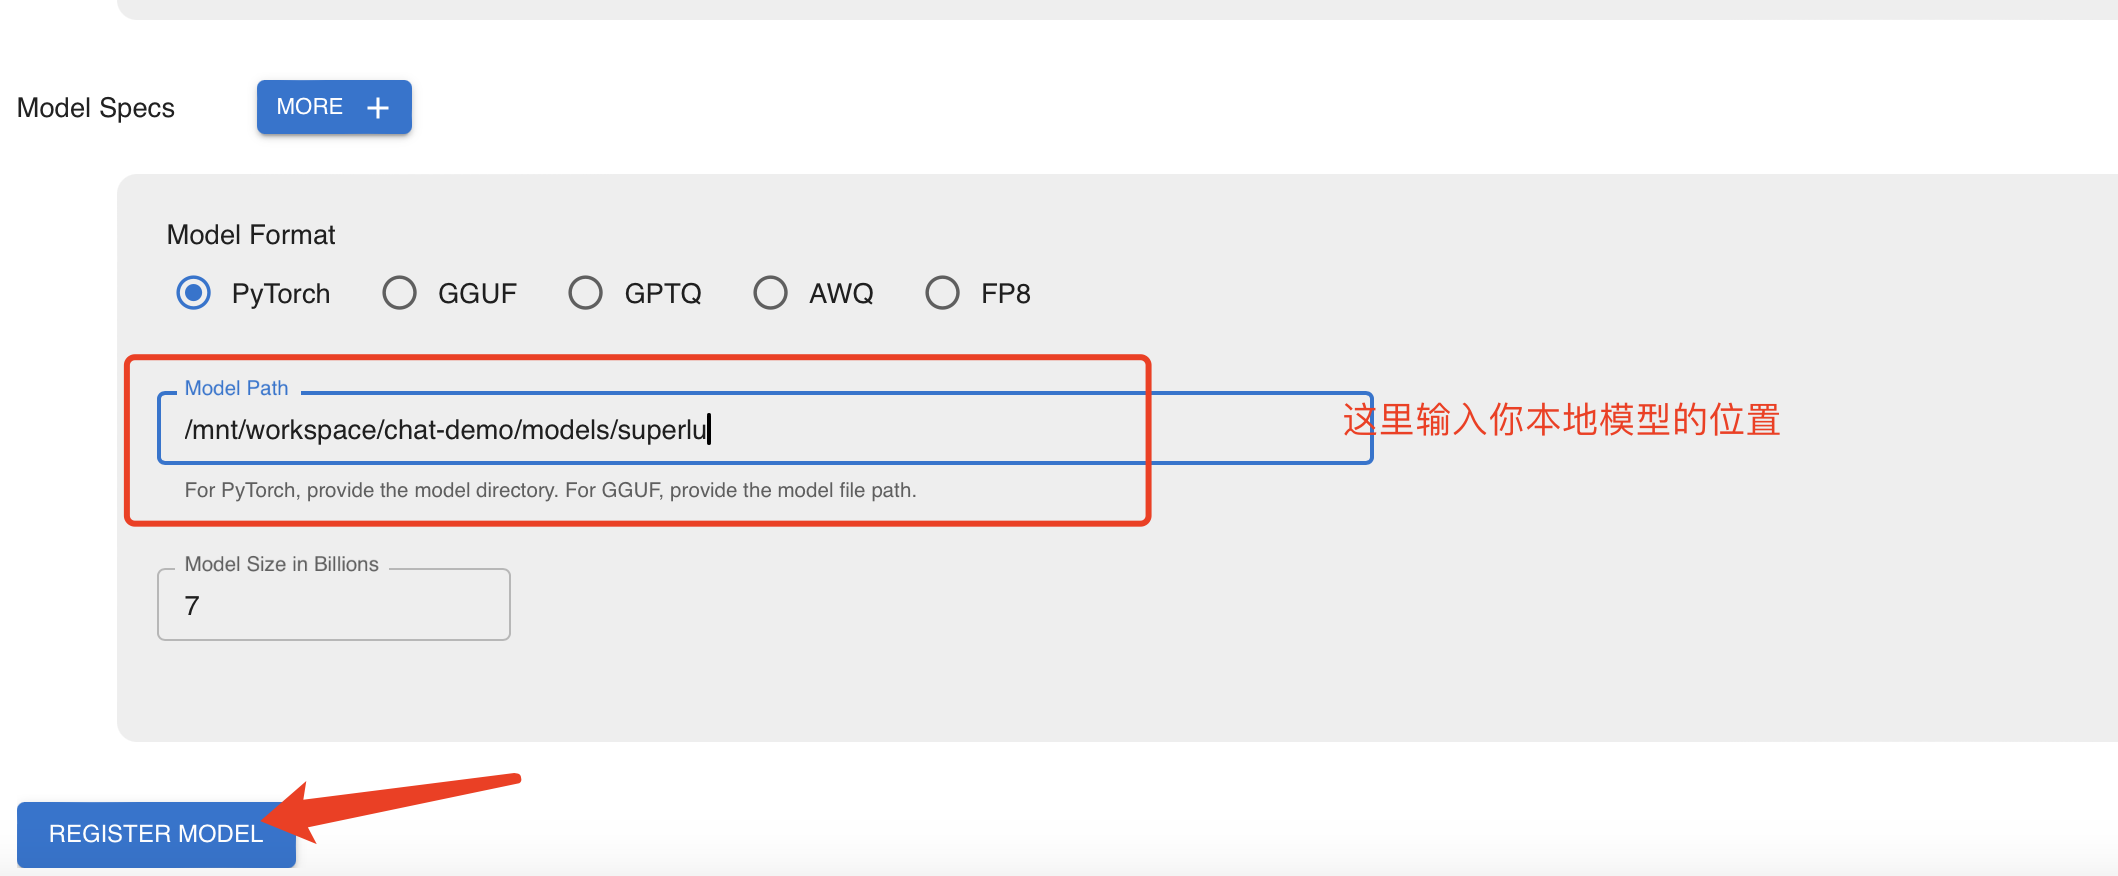 Model Specs
MORE +
Model Format
PyTorch GGUF GPTQ AWQ FP8
Model Path
/mnt/workspace/chat-demo/models/superlu
这里输入你本地模型的位置
For PyTorch, provide the model directory. For GGUF, provide the model file path.
Model Size in Billions
7
REGISTER MODEL